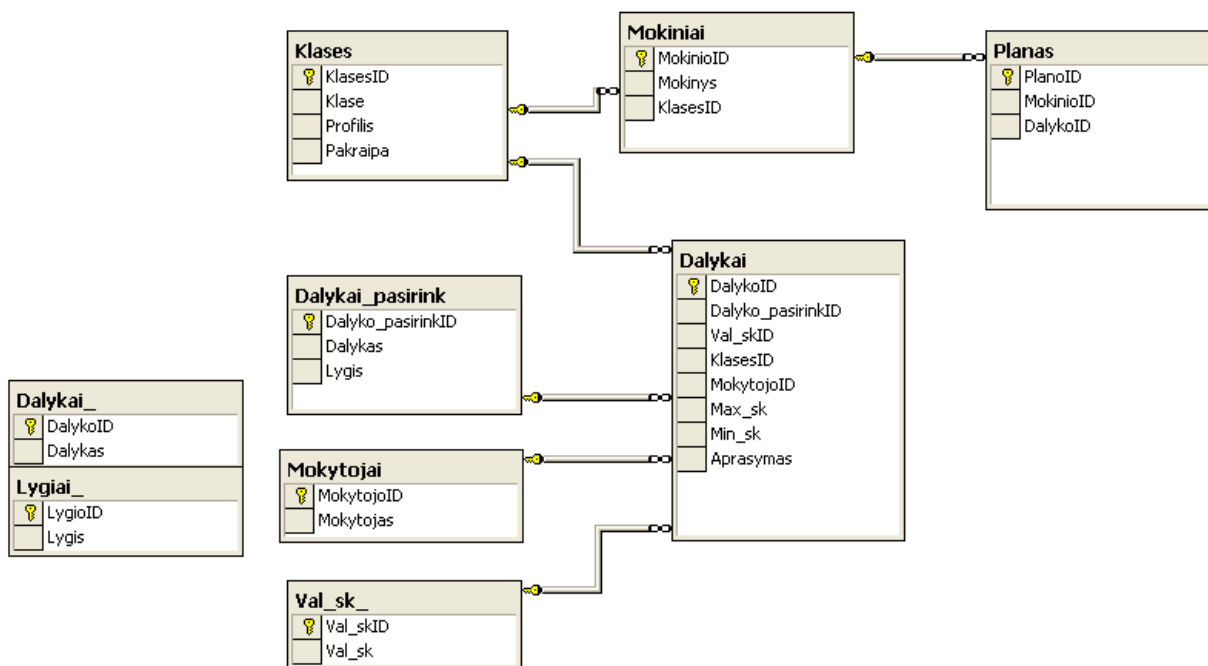 Klases
KlasesID
Klase
Profilis
Pakraipa
Mokiniai
MokinioID
Mokinys
KlasesID
Planas
PlanoID
MokinioID
DalykoID
Dalykai
DalykoID
Dalyko_pasirinkID
Val_skID
KlasesID
MokytojoID
Max_sk
Min_sk
Aprasymas
Dalykai_pasirink
Dalyko_pasirinkID
Dalykas
Lygis
Dalykai_
DalykoID
Dalykas
Lygiai_
LygioID
Lygis
Mokytojai
MokytojoID
Mokytojas
Val_sk_
Val_skID
Val_sk